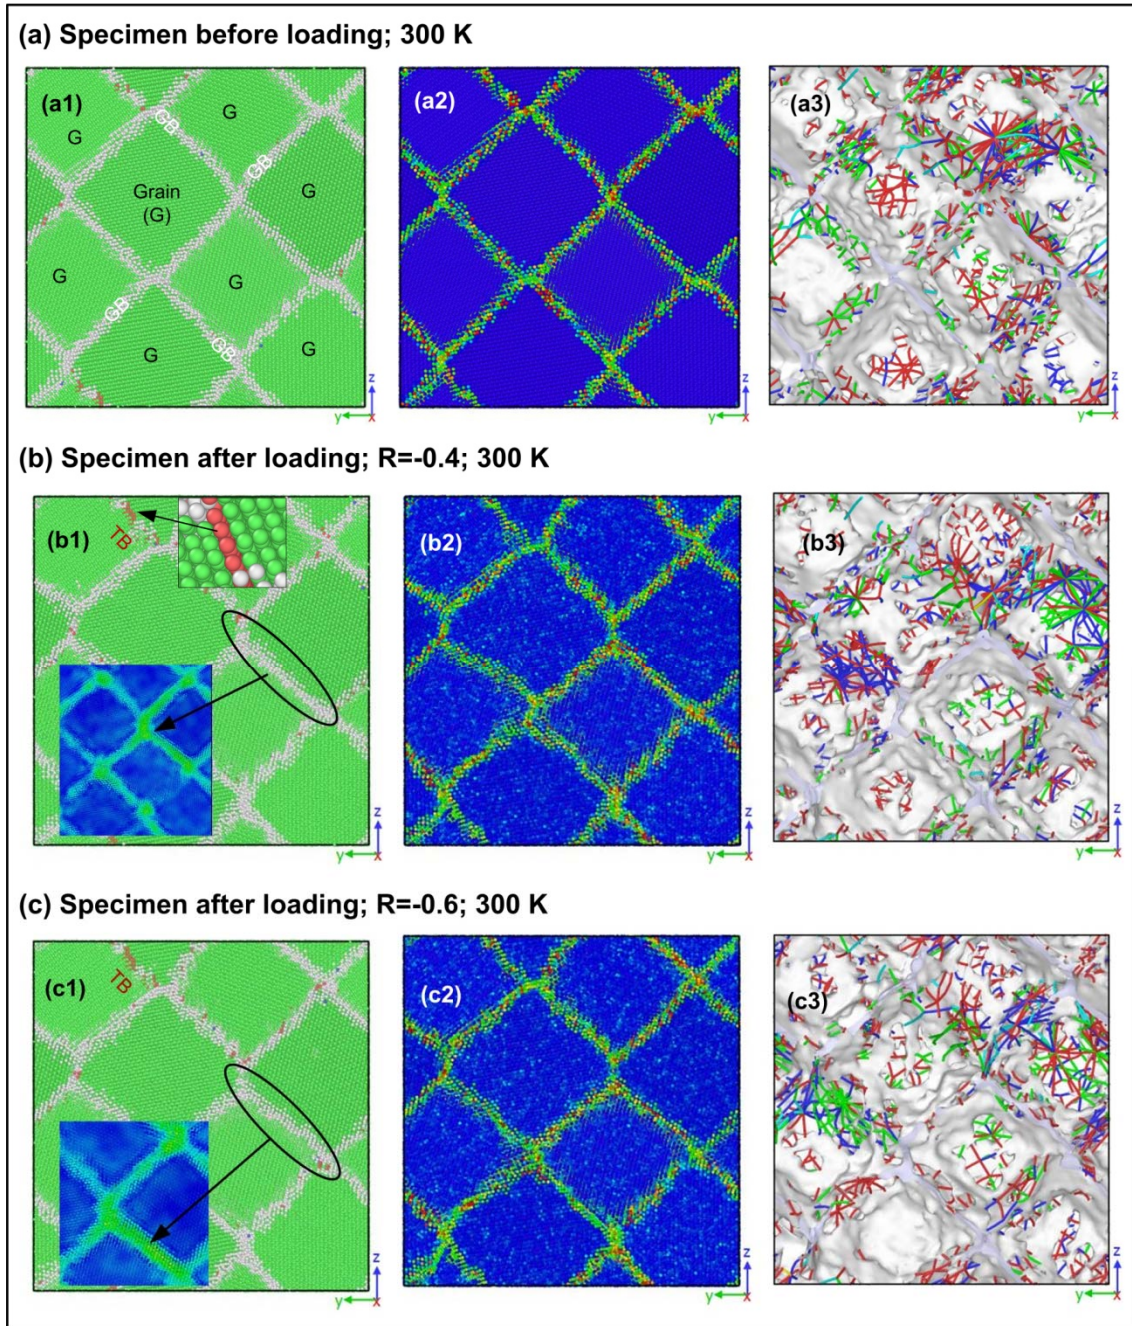 (a) Specimen before loading; 300 K
(a1)
(a2)
(a3)
G
GB
G
GB
Grain
(G)
G
G
G
GB
GB
G
G
z
y x
z
y x
z
y x
(b) Specimen after loading; R=-0.4; 300 K
(b1)
TB
(b2)
(b3)
z
y x
z
y x
z
y x
(c) Specimen after loading; R=-0.6; 300 K
(c1)
TB
(c2)
(c3)
z
y x
z
y x
z
y x